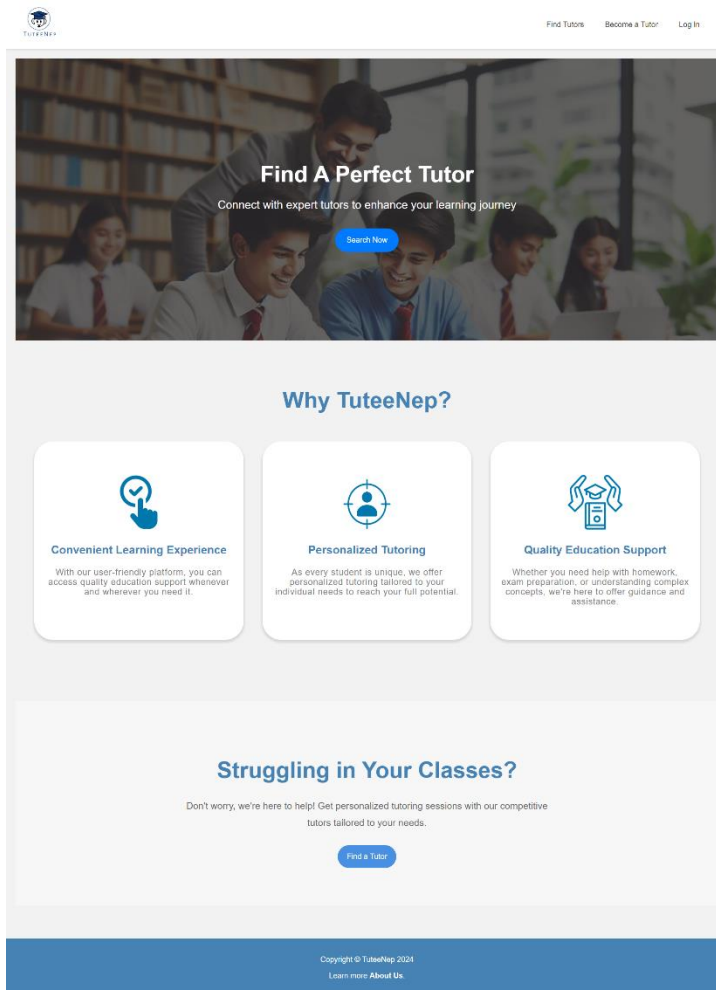 TUTEENEP
Find Tutors Become a Tutor Log In
Find A Perfect Tutor
Connect with expert tutors to enhance your learning journey
Search Now
Why TuteeNep?
Convenient Learning Experience
With our user-friendly platform, you can
access quality education support whenever
and wherever you need it.
Personalized Tutoring
As every student is unique, we offer
personalized tutoring tailored to your
individual needs to reach your full potential.
Quality Education Support
Whether you need help with homework,
exam preparation, or understanding complex
concepts, we're here to offer guidance and
assistance.
Struggling in Your Classes?
Don't worry, we're here to help! Get personalized tutoring sessions with our competitive
tutors tailored to your needs.
Find a Tutor
Copyright © TuteeNep 2024
Learn more About Us.